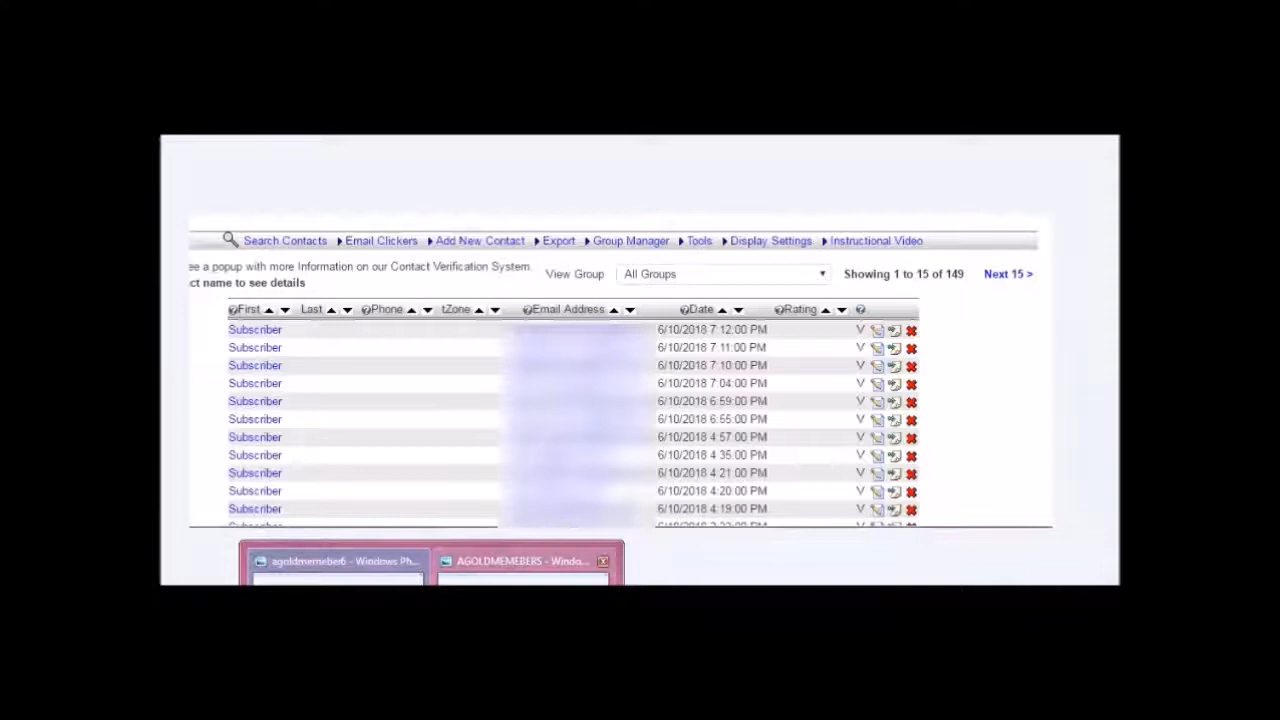 Search Contacts Email Clickers Add New Contact Export Group Manager Tools Display Settings Instructional Video
ee a popup with more Information on our Contact Verification System.
ct name to see details
View Group All Groups Showing 1 to 15 of 149 Next 15 >
First Last Phone tZone Email Address Date Rating
Subscriber 6/10/2018 7:12:00 PM V
Subscriber 6/10/2018 7:11:00 PM V
Subscriber 6/10/2018 7:10:00 PM V
Subscriber 6/10/2018 7:04:00 PM V
Subscriber 6/10/2018 6:59:00 PM V
Subscriber 6/10/2018 6:55:00 PM V
Subscriber 6/10/2018 4:57:00 PM V
Subscriber 6/10/2018 4:35:00 PM V
Subscriber 6/10/2018 4:21:00 PM V
Subscriber 6/10/2018 4:20:00 PM V
Subscriber 6/10/2018 4:19:00 PM V
agoldmemeber6 - Windows Ph... AGOLDMEMEBERS - Windo...